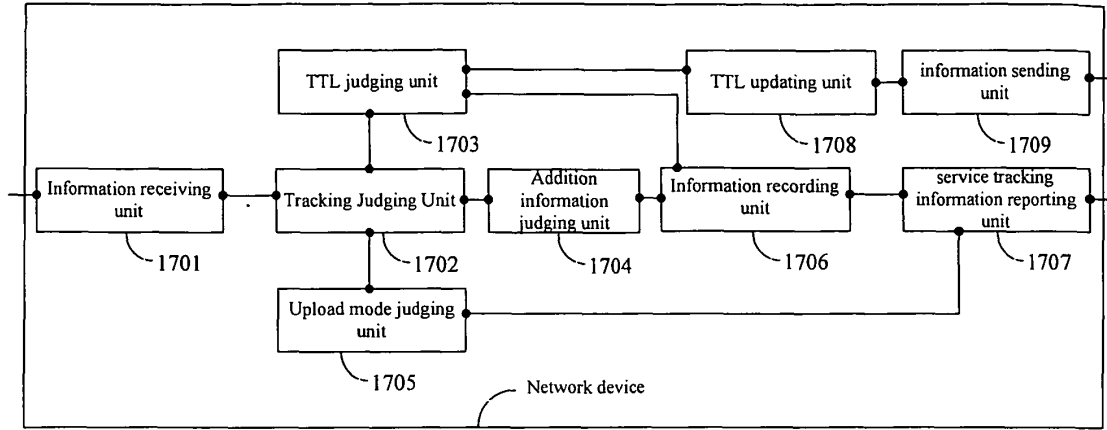 TTL judging unit
1703
TTL updating unit
1708
information sending
unit
1709
Information receiving
unit
1701
Tracking Judging Unit
1702
Addition
information
judging unit
1704
Information recording
unit
1706
service tracking
information reporting
unit
1707
Upload mode judging
unit
1705
Network device